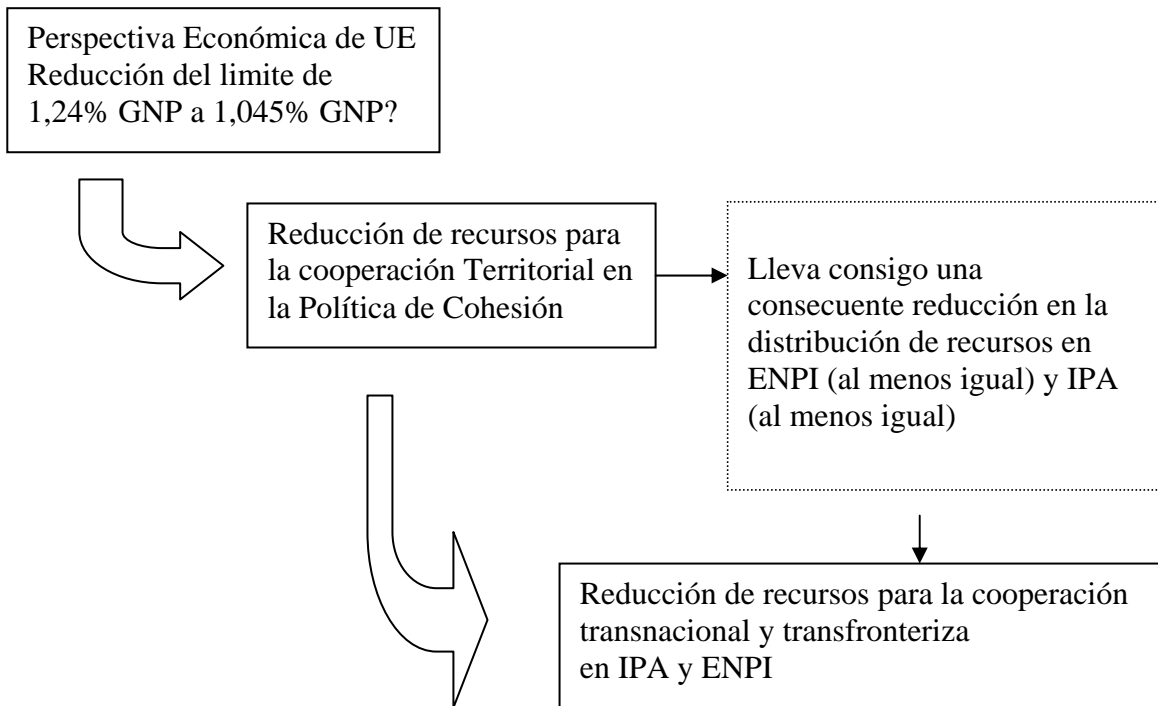 Perspectiva Económica de UE
Reducción del limite de
1,24% GNP a 1,045% GNP?
Reducción de recursos para
la cooperación Territorial en
la Política de Cohesión
Lleva consigo una
consecuente reducción en la
distribución de recursos en
ENPI (al menos igual) y IPA
(al menos igual)
Reducción de recursos para la cooperación
transnacional y transfronteriza
en IPA y ENPI